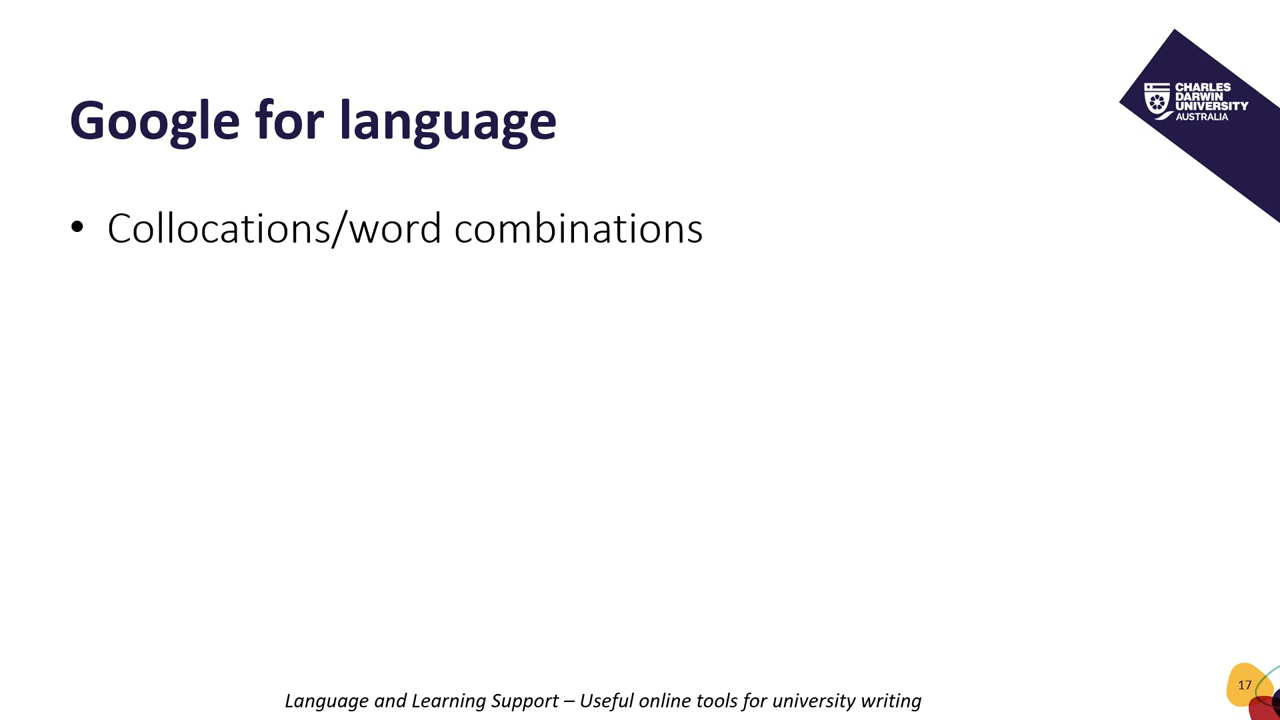 CHARLES
DARWIN
UNIVERSITY
AUSTRALIA
Google for language
• Collocations/word combinations
Language and Learning Support – Useful online tools for university writing
17